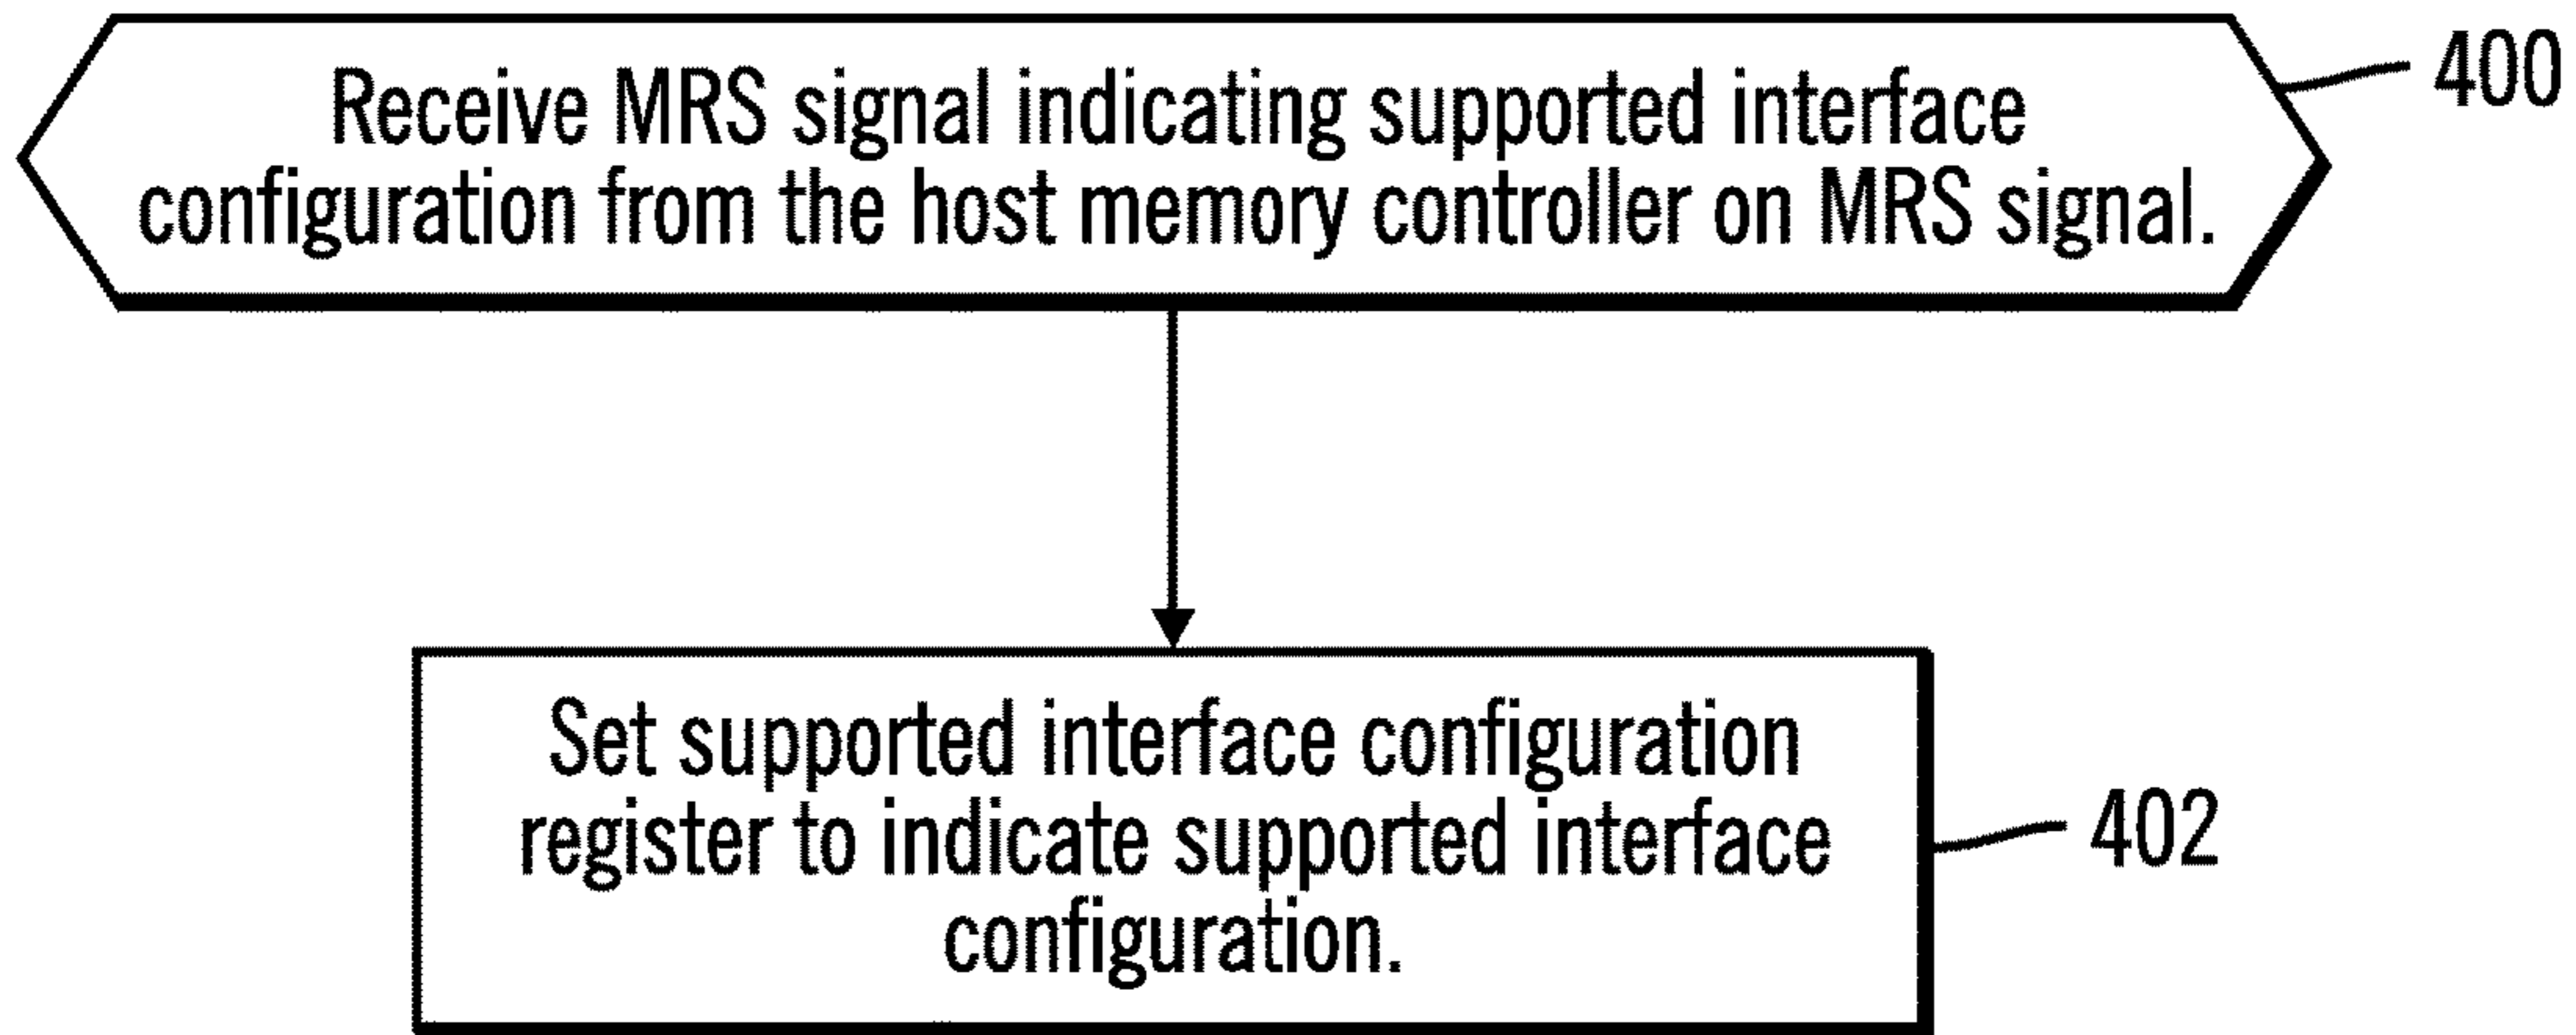 Receive MRS signal indicating supported interface
configuration from the host memory controller on MRS signal.
400
Set supported interface configuration
register to indicate supported interface
configuration.
402